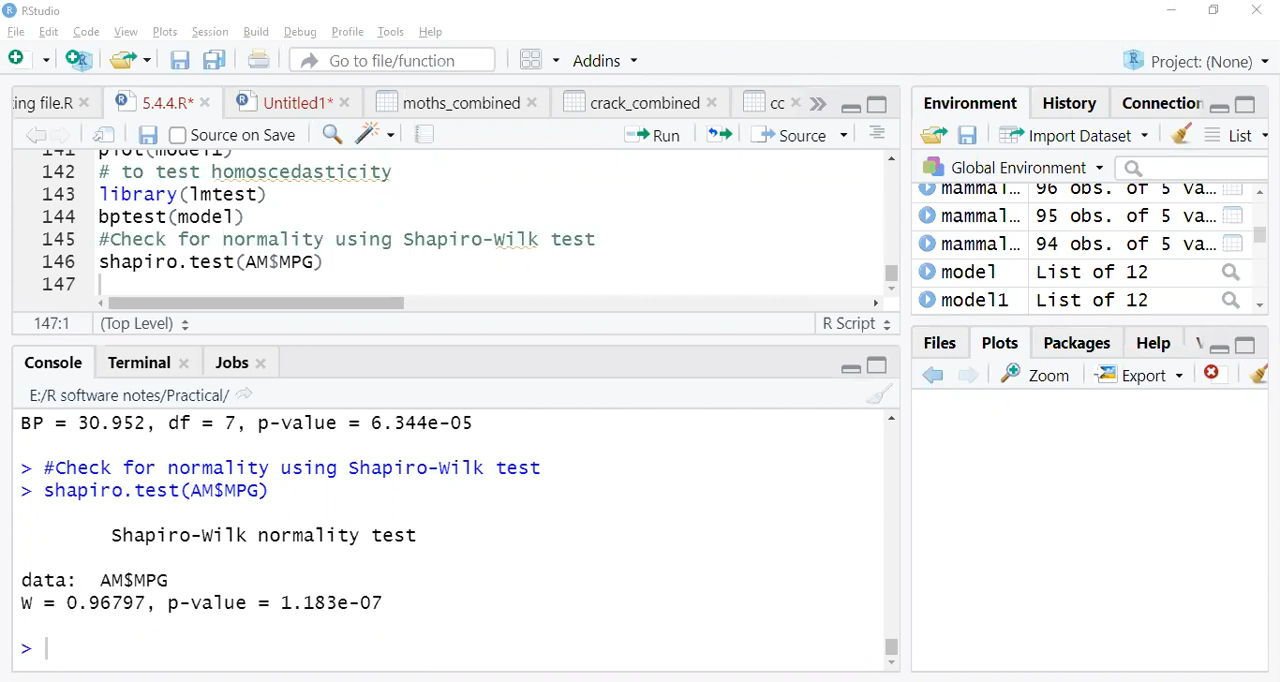 RStudio
File Edit Code View Plots Session Build Debug Profile Tools Help
Go to file/function Addins Project: (None)
ing file.R 5.4.4.R* Untitled1* moths_combined crack_combined cc
Source on Save Run Source
141 plot(model1)
142 # to test homoscedasticity
143 library(lmtest)
144 bptest(model)
145 #Check for normality using Shapiro-Wilk test
146 shapiro.test(AM$MPG)
147
147:1 (Top Level) R Script
Console Terminal Jobs
E:/R software notes/Practical/
BP = 30.952, df = 7, p-value = 6.344e-05
> #Check for normality using Shapiro-Wilk test
> shapiro.test(AM$MPG)
Shapiro-Wilk normality test
data: AM$MPG
W = 0.96797, p-value = 1.183e-07
>
Environment History Connection
Import Dataset List
Global Environment
mammal... 96 obs. of 5 va...
mammal... 95 obs. of 5 va...
mammal... 94 obs. of 5 va...
model List of 12
model1 List of 12
Files Plots Packages Help
Zoom Export